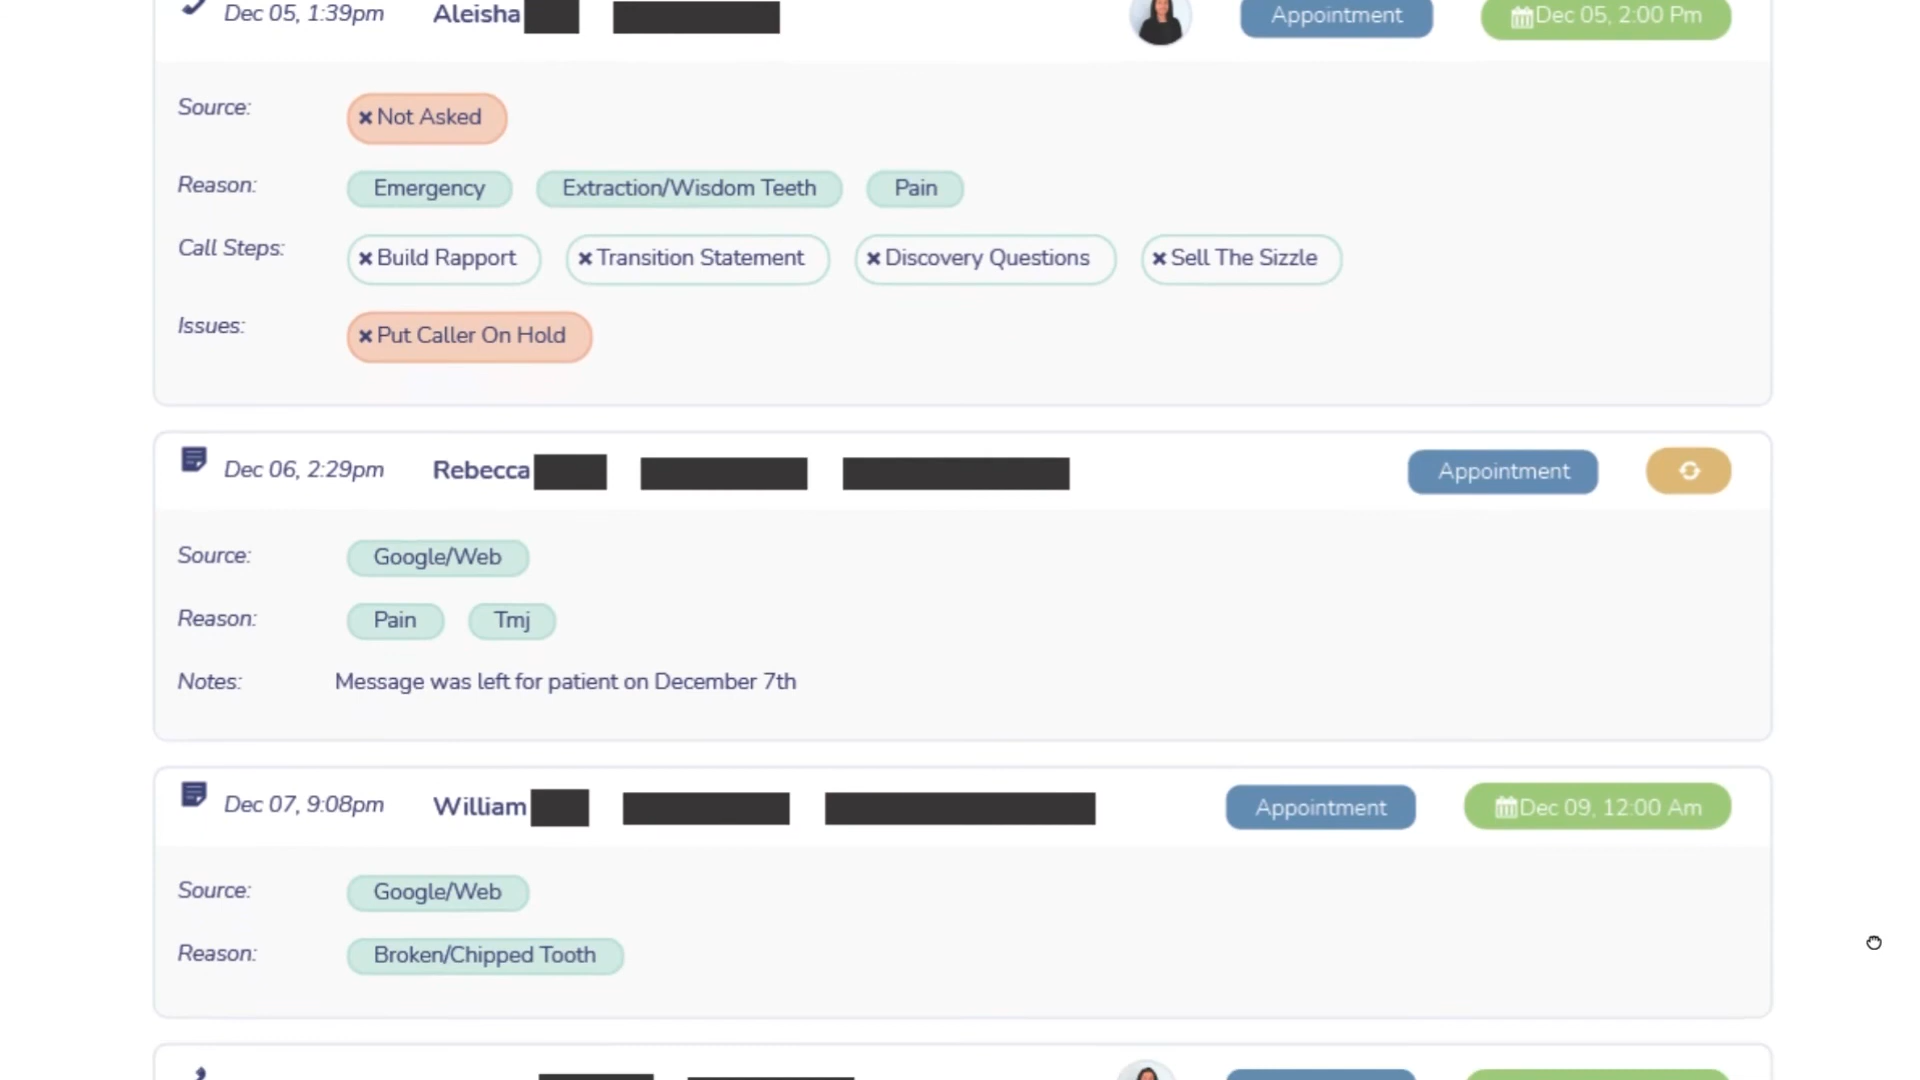 Dec 05, 1:39pm Aleisha Appointment Dec 05, 2:00 Pm
Source: Not Asked
Reason: Emergency Extraction/Wisdom Teeth Pain
Call Steps: Build Rapport Transition Statement Discovery Questions Sell The Sizzle
Issues: Put Caller On Hold
Dec 06, 2:29pm Rebecca Appointment
Source: Google/Web
Reason: Pain Tmj
Notes: Message was left for patient on December 7th
Dec 07, 9:08pm William Appointment Dec 09, 12:00 Am
Source: Google/Web
Reason: Broken/Chipped Tooth